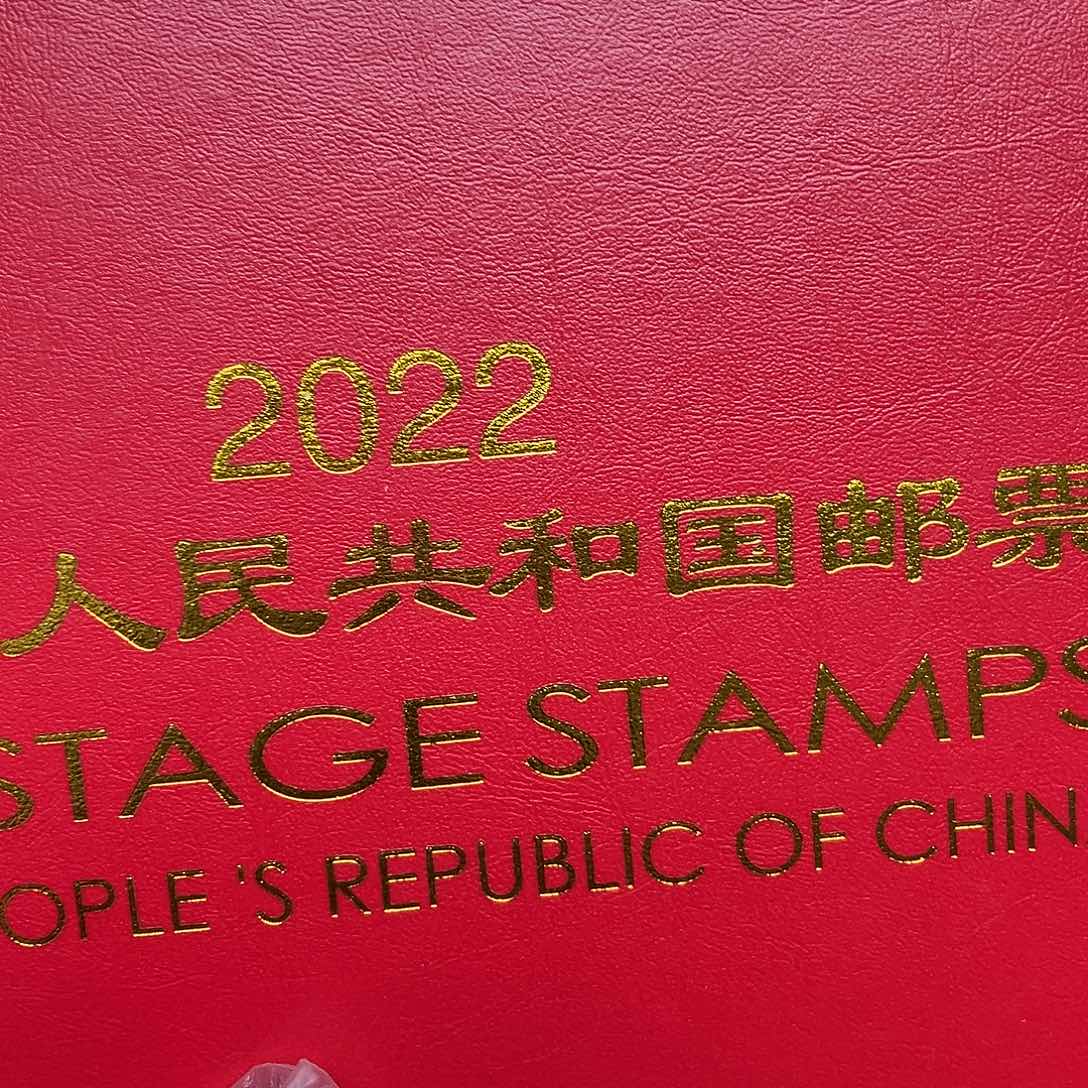 2022
人民共和国邮票
STAGE STAMPS
OPLE 'S REPUBLIC OF CHIN